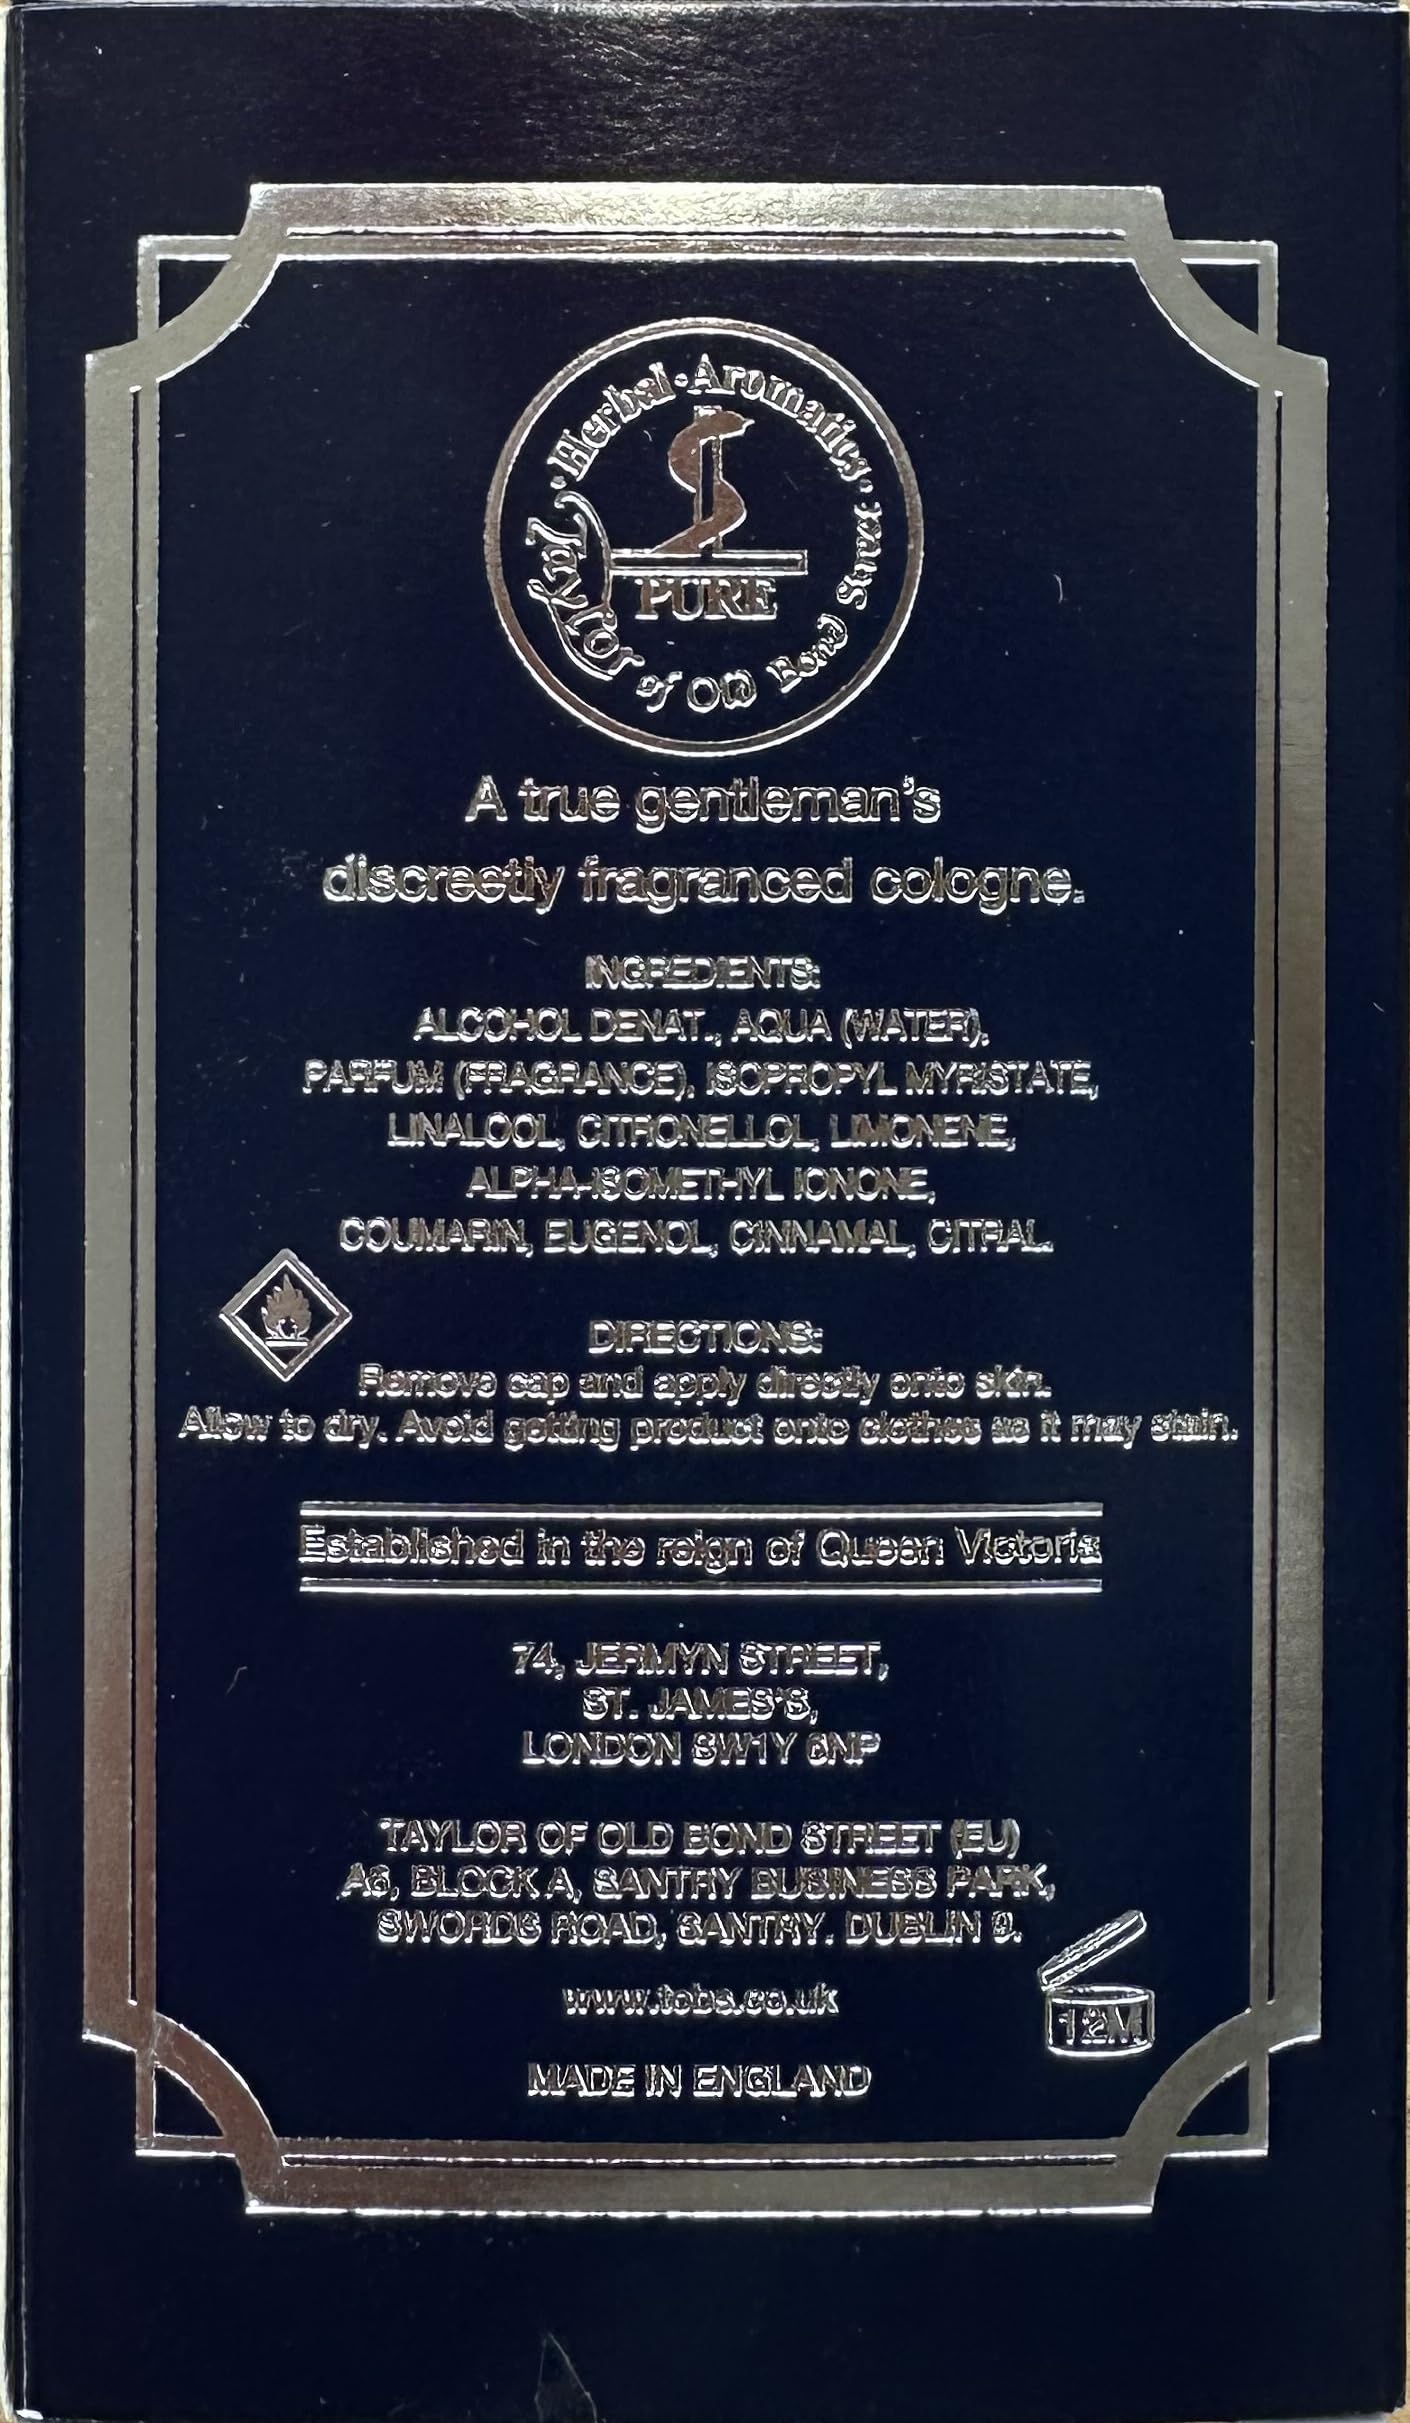 Taylor of Old Bond Street · Herbal · Aromatics ·
PURE
A true gentleman's
discreetly fragranced cologne.
INGREDIENTS:
ALCOHOL DENAT., AQUA (WATER),
PARFUM (FRAGRANCE), ISOPROPYL MYRISTATE,
LINALOOL, CITRONELLOL, LIMONENE,
ALPHA-ISOMETHYL IONONE,
COUMARIN, EUGENOL, CINNAMAL, CITRAL.
DIRECTIONS:
Remove cap and apply directly onto skin.
Allow to dry. Avoid getting product onto clothes as it may stain.
Established in the reign of Queen Victoria
74, JERMYN STREET,
ST. JAMES'S,
LONDON SW1Y 6NP
TAYLOR OF OLD BOND STREET (EU)
A6, BLOCK A, SANTRY BUSINESS PARK,
SWORDS ROAD, SANTRY. DUBLIN 9.
www.tobs.co.uk
12M
MADE IN ENGLAND